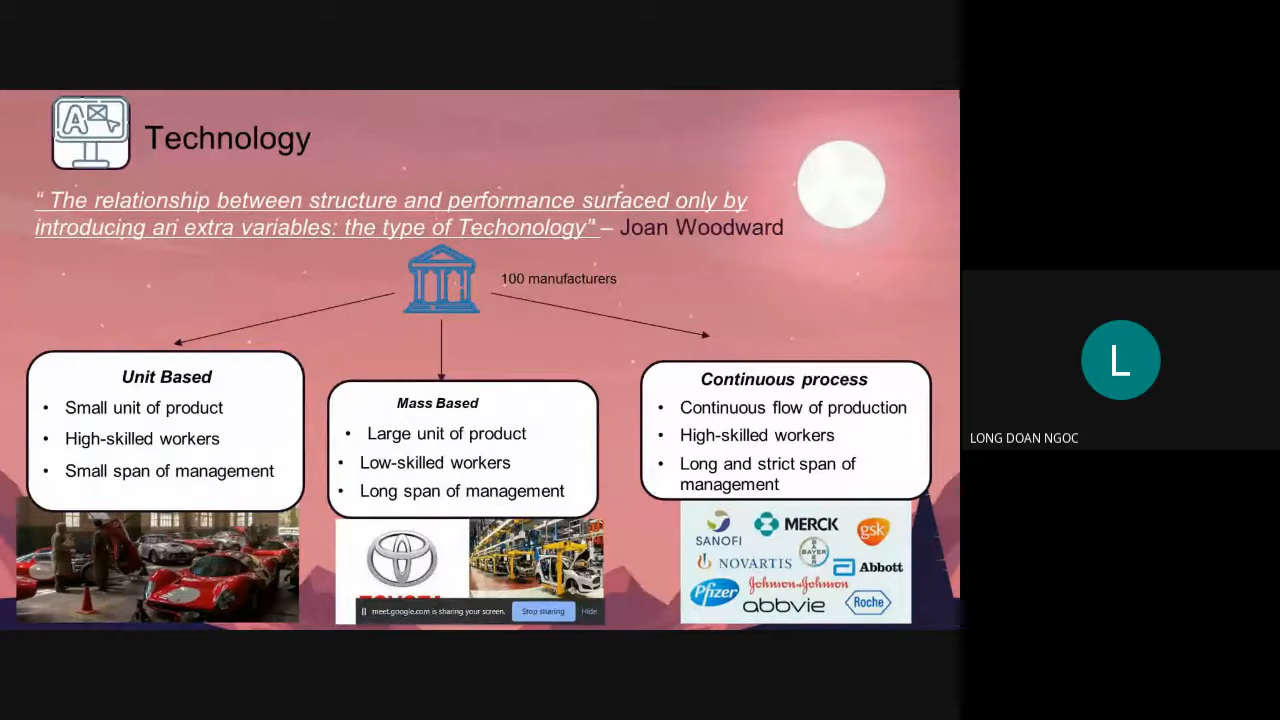 A
Technology
“ The relationship between structure and performance surfaced only by
introducing an extra variables: the type of Techonology” – Joan Woodward
100 manufacturers
Unit Based
• Small unit of product
• High-skilled workers
• Small span of management
Mass Based
• Large unit of product
• Low-skilled workers
• Long span of management
Continuous process
• Continuous flow of production
• High-skilled workers
• Long and strict span of
management
TOYOTA
meet.google.com is sharing your screen. Stop sharing Hide
SANOFI
MERCK
gsk
NOVARTIS
BAYER
Abbott
Pfizer
Johnson & Johnson
abbvie
Roche
L
LONG DOAN NGOC